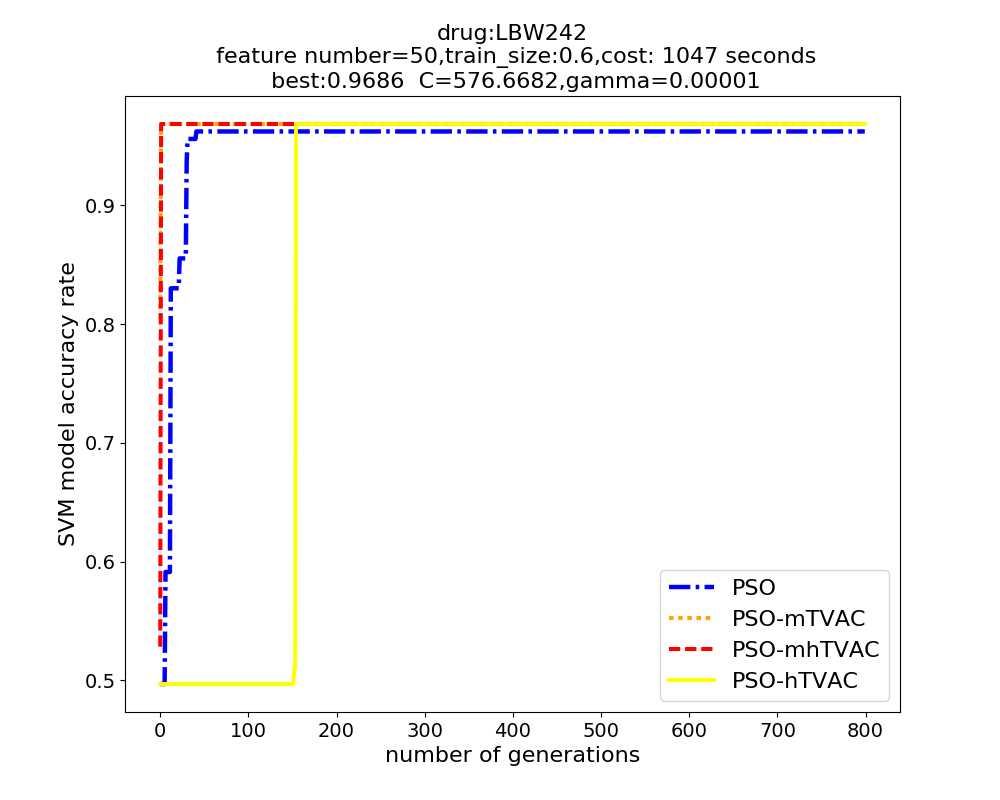 drug:LBW242
feature number=50,train_size:0.6,cost: 1047 seconds
best:0.9686  C=576.6682,gamma=0.00001
SVM model accuracy rate
0.9
0.8
0.7
0.6
0.5
PSO
PSO-mTVAC
PSO-mhTVAC
PSO-hTVAC
0 100 200 300 400 500 600 700 800
number of generations